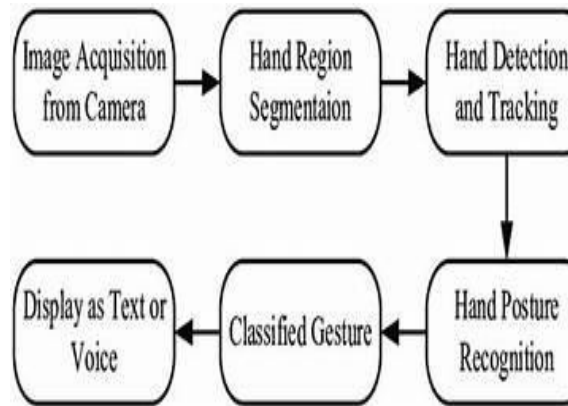 Image Acquisition
from Camera
Hand Region
Segmentaion
Hand Detection
and Tracking
Hand Posture
Recognition
Classified Gesture
Display as Text or
Voice